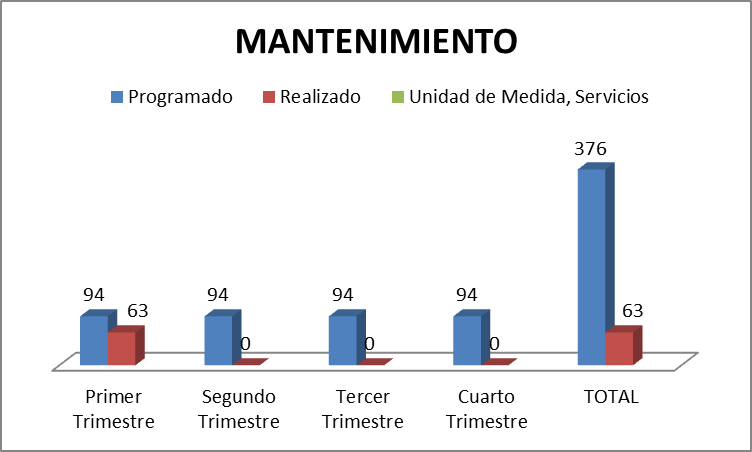 MANTENIMIENTO
Programado Realizado Unidad de Medida, Servicios
376
94 94 94 94
63 63
0 0 0
Primer Segundo Tercer Cuarto TOTAL
Trimestre Trimestre Trimestre Trimestre